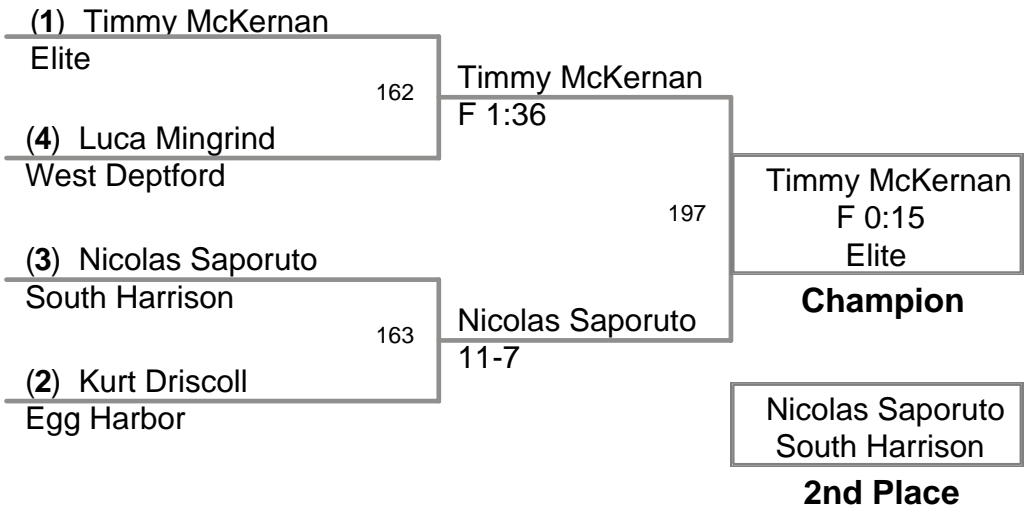 (1) Timmy McKernan
Elite
162
Timmy McKernan
F 1:36
(4) Luca Mingrind
West Deptford
197
Timmy McKernan
F 0:15
Elite
Champion
(3) Nicolas Saporuto
South Harrison
163
Nicolas Saporuto
11-7
(2) Kurt Driscoll
Egg Harbor
Nicolas Saporuto
South Harrison
2nd Place